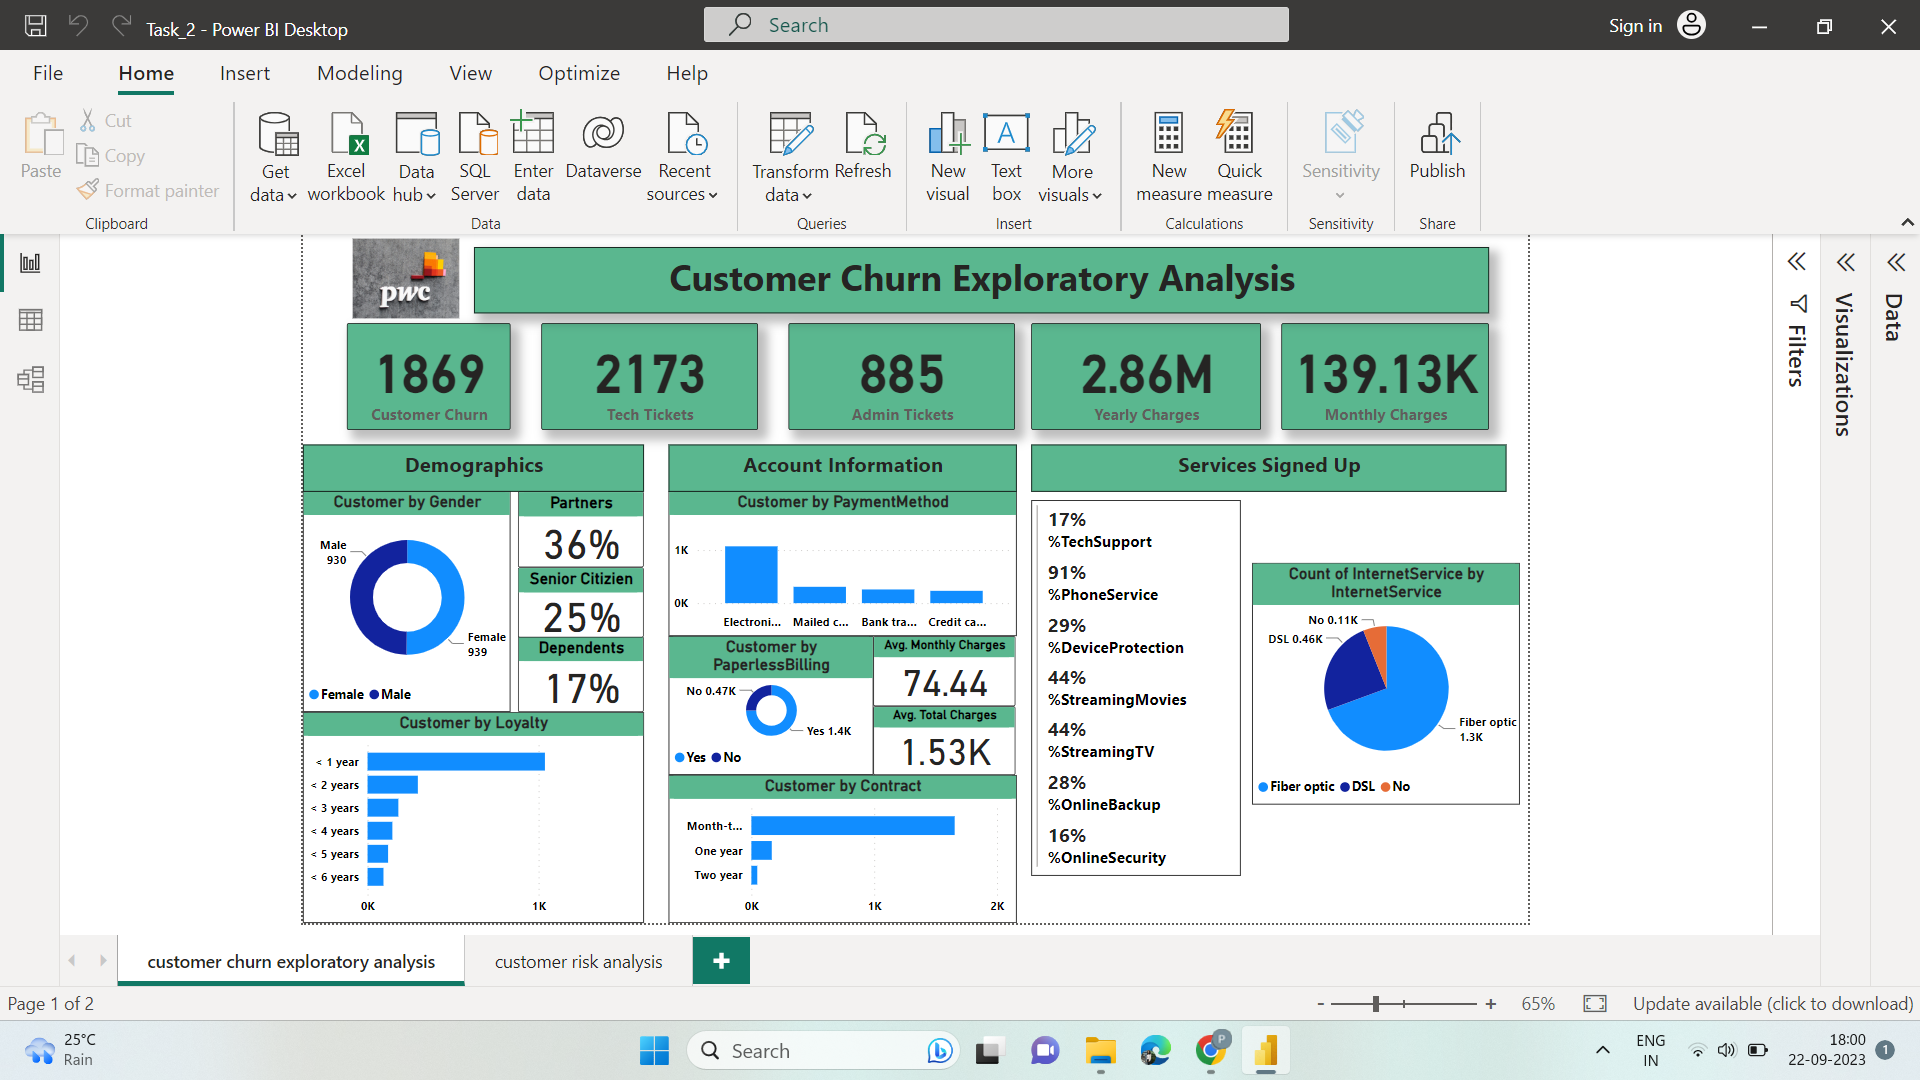 Task_2 - Power BI Desktop
Search
Sign in
File
Home
Insert
Modeling
View
Optimize
Help
Paste
Cut
Copy
Format painter
Clipboard
Get data
Excel workbook
Data hub
SQL Server
Enter data
Dataverse
Recent sources
Data
Transform data
Refresh
Queries
New visual
Text box
More visuals
Insert
New measure
Quick measure
Calculations
Sensitivity
Sensitivity
Publish
Share
pwc
Customer Churn Exploratory Analysis
1869
Customer Churn
2173
Tech Tickets
885
Admin Tickets
2.86M
Yearly Charges
139.13K
Monthly Charges
Demographics
Customer by Gender
Male
930
Female
939
Female
Male
Partners
36%
Senior Citizien
25%
Dependents
17%
Customer by Loyalty
< 1 year
< 2 years
< 3 years
< 4 years
< 5 years
< 6 years
0K
1K
Account Information
Customer by PaymentMethod
1K
0K
Electroni...
Mailed c...
Bank tra...
Credit ca...
Customer by
PaperlessBilling
No 0.47K
Yes 1.4K
Yes
No
Avg. Monthly Charges
74.44
Avg. Total Charges
1.53K
Customer by Contract
Month-t...
One year
Two year
0K
1K
2K
Services Signed Up
17%
%TechSupport
91%
%PhoneService
29%
%DeviceProtection
44%
%StreamingMovies
44%
%StreamingTV
28%
%OnlineBackup
16%
%OnlineSecurity
Count of InternetService by
InternetService
No 0.11K
DSL 0.46K
Fiber optic
1.3K
Fiber optic
DSL
No
Filters
Visualizations
Data
customer churn exploratory analysis
customer risk analysis
Page 1 of 2
65%
Update available (click to download)
25°C
Rain
Search
P
ENG
IN
18:00
22-09-2023
1